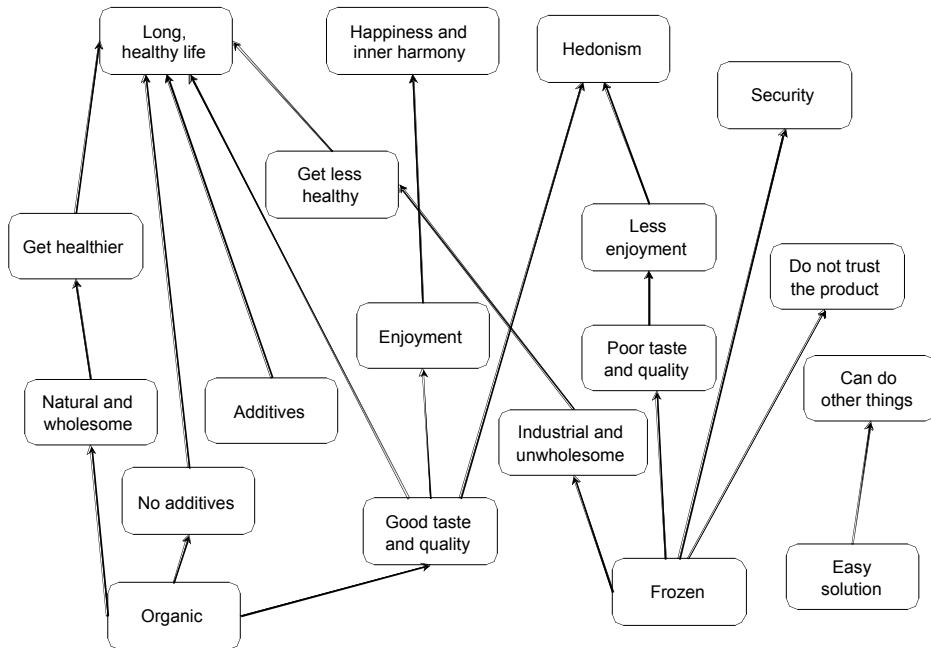 Long,
healthy life
Happiness and
inner harmony
Hedonism
Security
Get less
healthy
Get healthier
Less
enjoyment
Do not trust
the product
Enjoyment
Poor taste
and quality
Natural and
wholesome
Additives
Can do
other things
Industrial and
unwholesome
No additives
Good taste
and quality
Organic
Frozen
Easy
solution